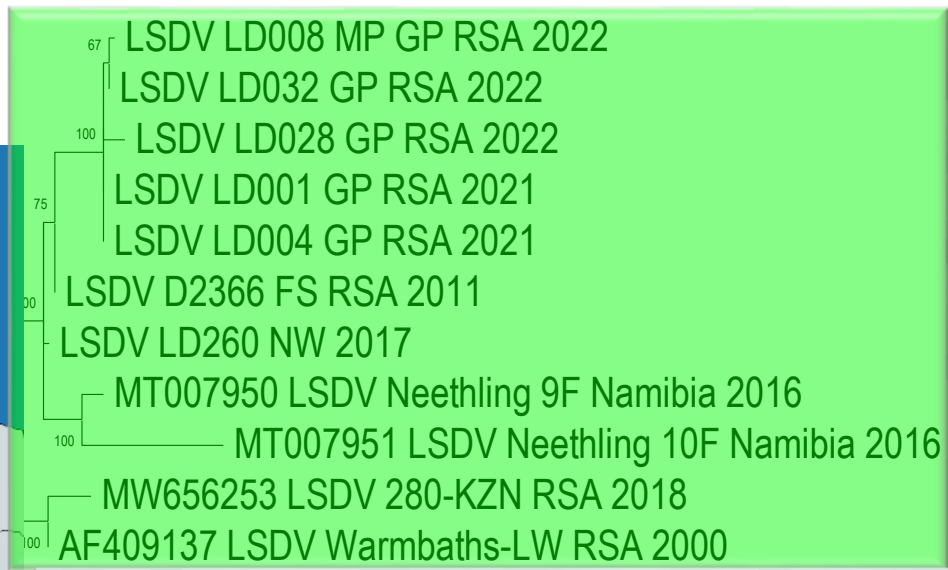 67
LSDV LD008 MP GP RSA 2022
LSDV LD032 GP RSA 2022
100
LSDV LD028 GP RSA 2022
LSDV LD001 GP RSA 2021
75
LSDV LD004 GP RSA 2021
LSDV D2366 FS RSA 2011
00
LSDV LD260 NW 2017
MT007950 LSDV Neethling 9F Namibia 2016
100
MT007951 LSDV Neethling 10F Namibia 2016
MW656253 LSDV 280-KZN RSA 2018
100
AF409137 LSDV Warmbaths-LW RSA 2000